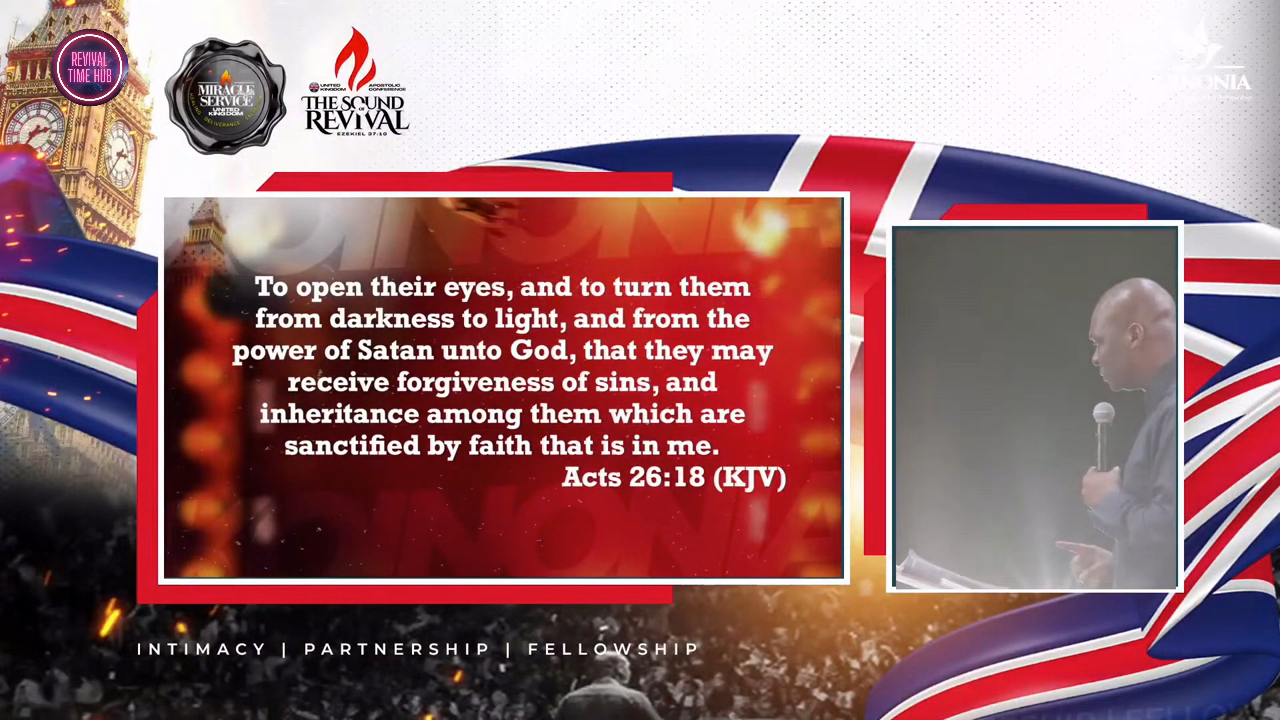 REVIVAL
TIME HUB
MIRACLE
SERVICE
UNITED
KINGDOM
UNITED KINGDOM
APOSTOLIC CONFERENCE
THE SOUND
OF
REVIVAL
EZEKIEL 37:10
ONIA
To open their eyes, and to turn them
from darkness to light, and from the
power of Satan unto God, that they may
receive forgiveness of sins, and
inheritance among them which are
sanctified by faith that is in me.
Acts 26:18 (KJV)
INTIMACY | PARTNERSHIP | FELLOWSHIP